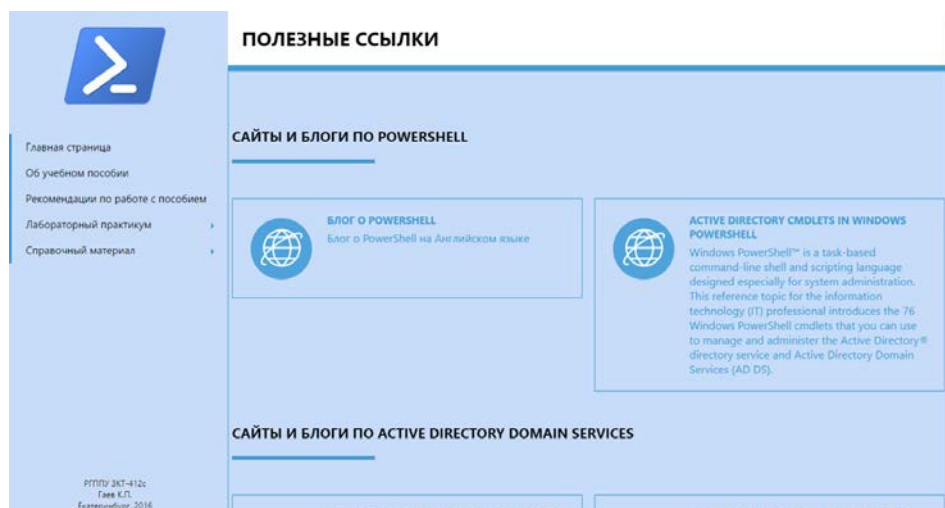 ПОЛЕЗНЫЕ ССЫЛКИ
Главная страница
Об учебном пособии
Рекомендации по работе с пособием
Лабораторный практикум
Справочный материал
РГППУ ЗКТ-412с
Гаев К.П.
Екатеринбург, 2016
САЙТЫ И БЛОГИ ПО POWERSHELL
БЛОГ О POWERSHELL
Блог о PowerShell на Английском языке
ACTIVE DIRECTORY CMDLETS IN WINDOWS
POWERSHELL
Windows PowerShell™ is a task-based
command-line shell and scripting language
designed especially for system administration.
This reference topic for the information
technology (IT) professional introduces the 76
Windows PowerShell cmdlets that you can use
to manage and administer the Active Directory®
directory service and Active Directory Domain
Services (AD DS).
САЙТЫ И БЛОГИ ПО ACTIVE DIRECTORY DOMAIN SERVICES